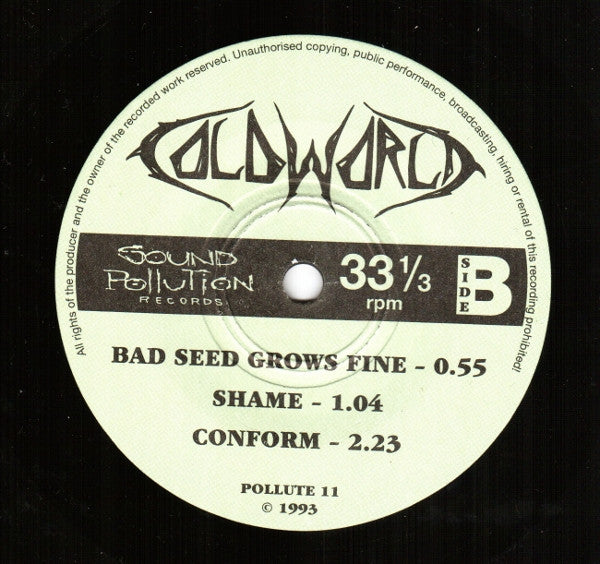 All rights of the producer and the owner of the recorded work reserved. Unauthorised copying, public performance, broadcasting, hiring or rental of this recording prohibited!
COLDWORLD
SOUND
POLLUTION
RECORDS
33 1/3
rpm
SIDE
B
BAD SEED GROWS FINE - 0.55
SHAME - 1.04
CONFORM - 2.23
POLLUTE 11
© 1993